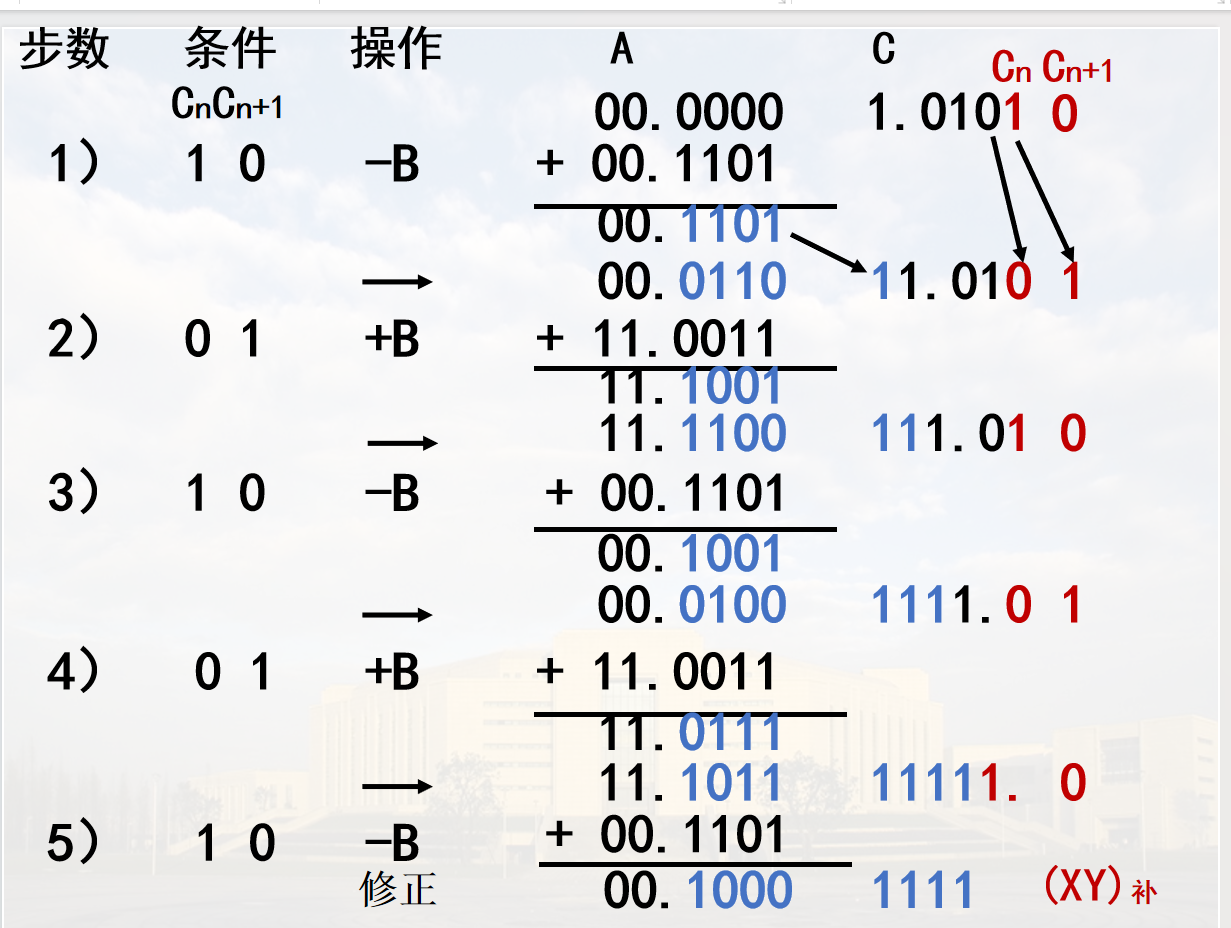 步数 条件 操作 A C
Cn Cn+1
CnCn+1
00.0000 1.0101 0
1) 1 0 -B + 00.1101
00.1101
→ 00.0110 11.010 1
2) 0 1 +B + 11.0011
11.1001
→ 11.1100 111.01 0
3) 1 0 -B + 00.1101
00.1001
→ 00.0100 1111.0 1
4) 0 1 +B + 11.0011
11.0111
→ 11.1011 11111. 0
5) 1 0 -B + 00.1101
修正 00.1000 1111 (XY)补